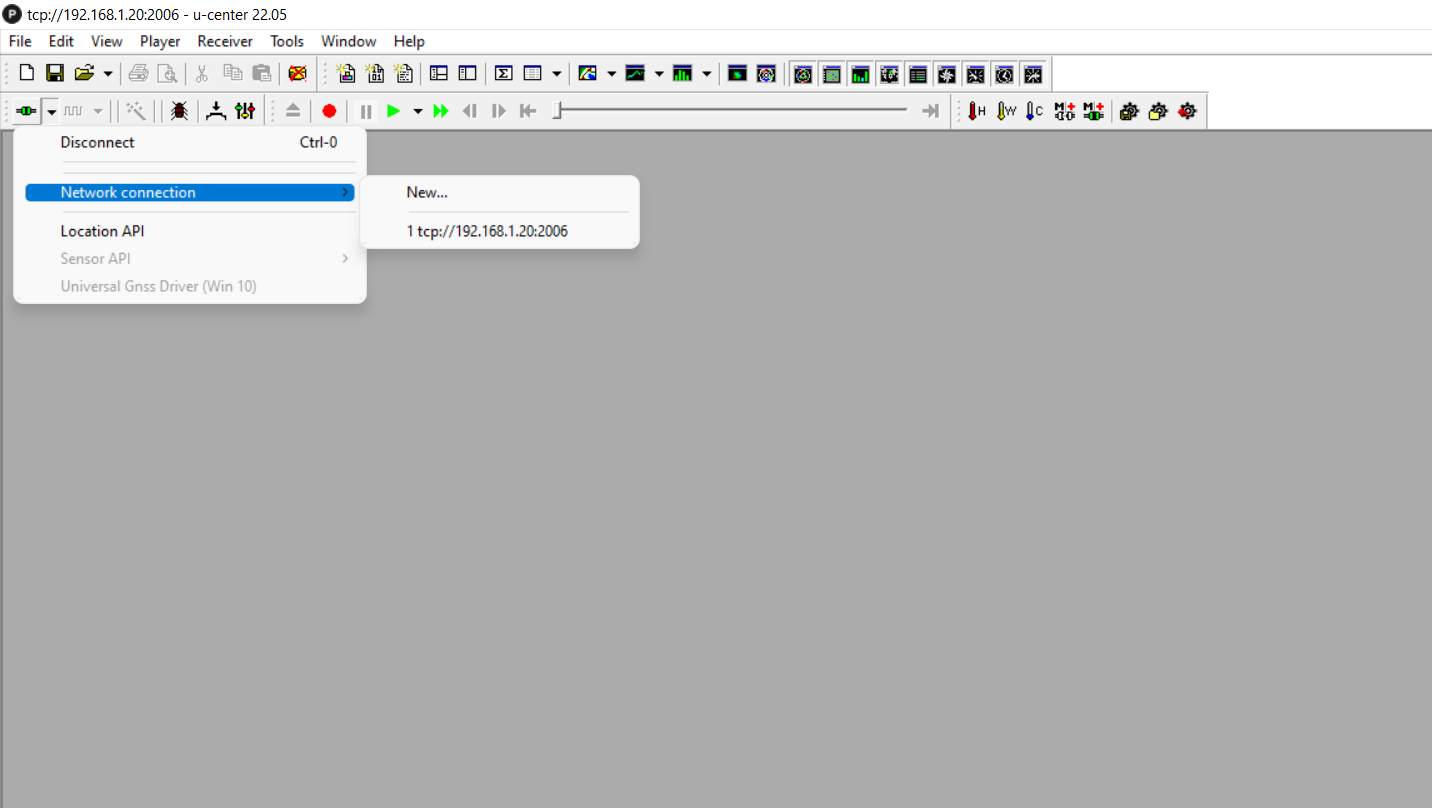 tcp://192.168.1.20:2006 - u-center 22.05
File Edit View Player Receiver Tools Window Help
H W C
Disconnect Ctrl-0
Network connection
New...
Location API
1 tcp://192.168.1.20:2006
Sensor API
Universal Gnss Driver (Win 10)